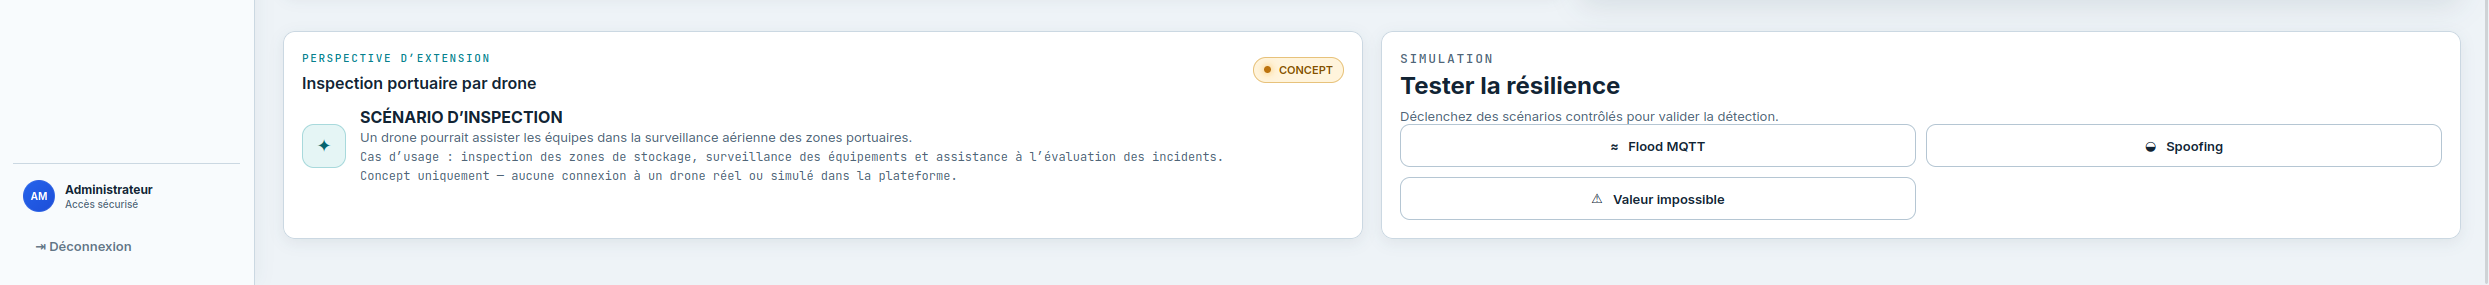 PERSPECTIVE D’EXTENSION
Inspection portuaire par drone
CONCEPT
SCÉNARIO D’INSPECTION
Un drone pourrait assister les équipes dans la surveillance aérienne des zones portuaires.
Cas d’usage : inspection des zones de stockage, surveillance des équipements et assistance à l’évaluation des incidents.
Concept uniquement — aucune connexion à un drone réel ou simulé dans la plateforme.
SIMULATION
Tester la résilience
Déclenchez des scénarios contrôlés pour valider la détection.
≈ Flood MQTT
◒ Spoofing
⚠ Valeur impossible
AM
Administrateur
Accès sécurisé
⇥ Déconnexion